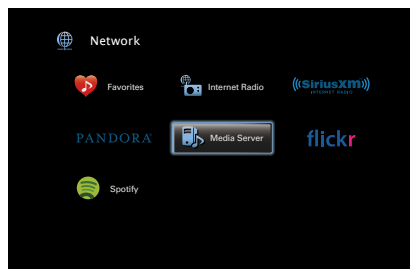 Network
Favorites
Internet Radio
((SiriusXM))
INTERNET RADIO
PANDORA
Media Server
flickr
Spotify